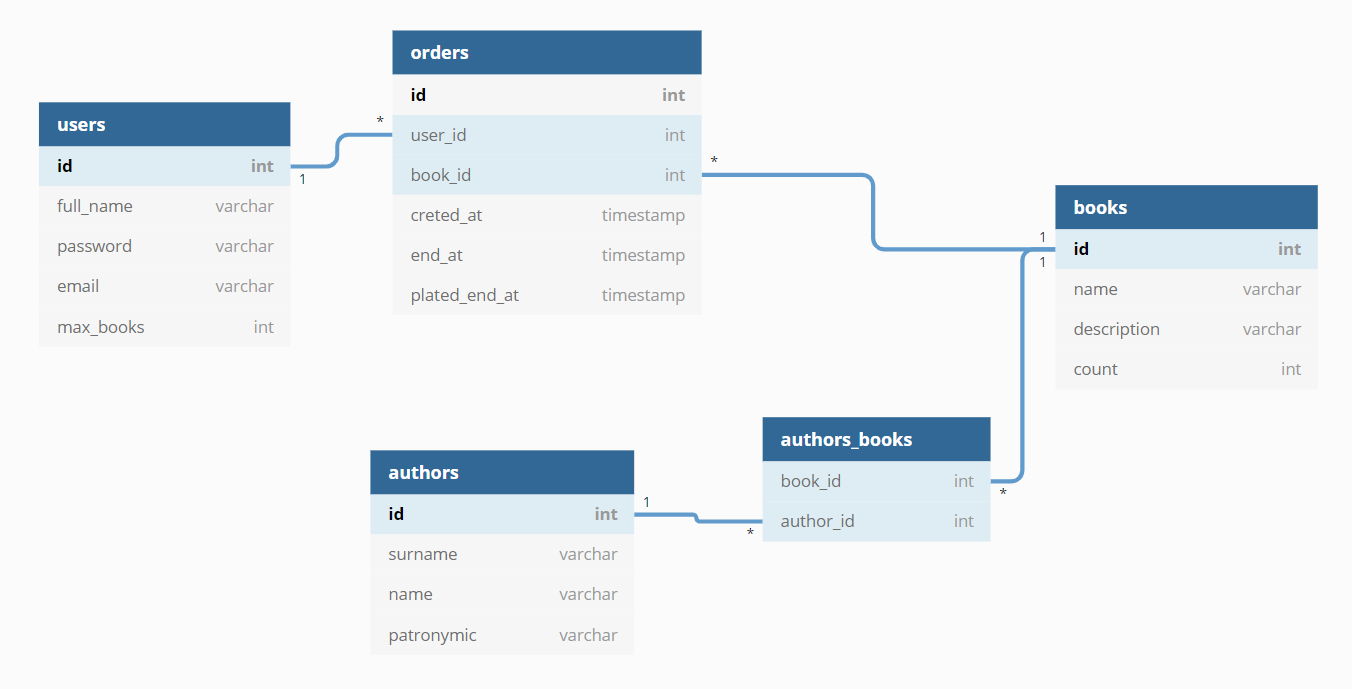 users
id int
full_name varchar
password varchar
email varchar
max_books int
1
*
orders
id int
user_id int
book_id int
creted_at timestamp
end_at timestamp
plated_end_at timestamp
*
1
1
books
id int
name varchar
description varchar
count int
authors
id int
surname varchar
name varchar
patronymic varchar
1
*
authors_books
book_id int
author_id int
*